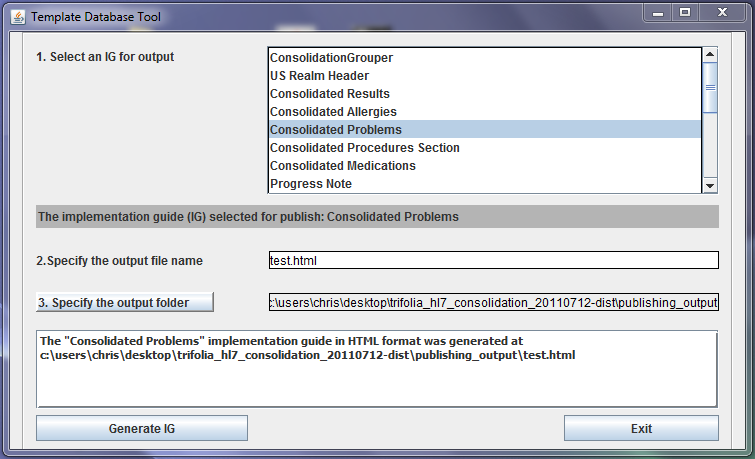 Template Database Tool
1. Select an IG for output
ConsolidationGrouper
US Realm Header
Consolidated Results
Consolidated Allergies
Consolidated Problems
Consolidated Procedures Section
Consolidated Medications
Progress Note
The implementation guide (IG) selected for publish: Consolidated Problems
2.Specify the output file name
test.html
3. Specify the output folder
c:\users\chris\desktop\trifolia_hl7_consolidation_20110712-dist\publishing_output
The "Consolidated Problems" implementation guide in HTML format was generated at
c:\users\chris\desktop\trifolia_hl7_consolidation_20110712-dist\publishing_output\test.html
Generate IG
Exit